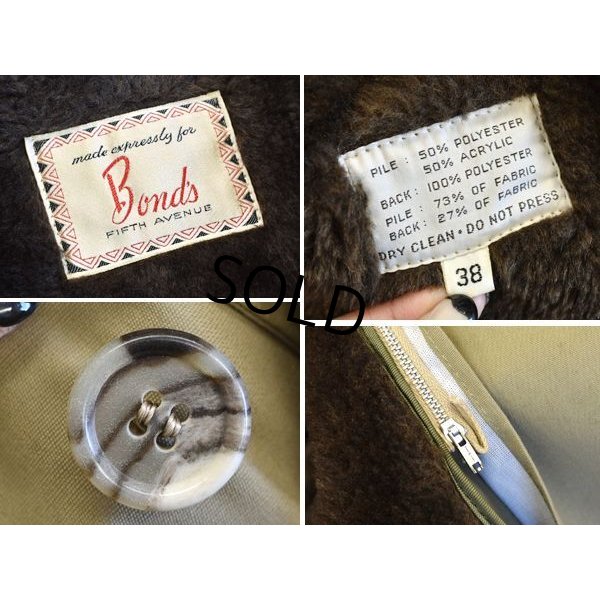 made expressly for
Bond's
FIFTH AVENUE
PILE : 50% POLYESTER
50% ACRYLIC
BACK : 100% POLYESTER
PILE : 73% OF FABRIC
BACK : 27% OF FABRIC
DRY CLEAN • DO NOT PRESS
38
SOLD